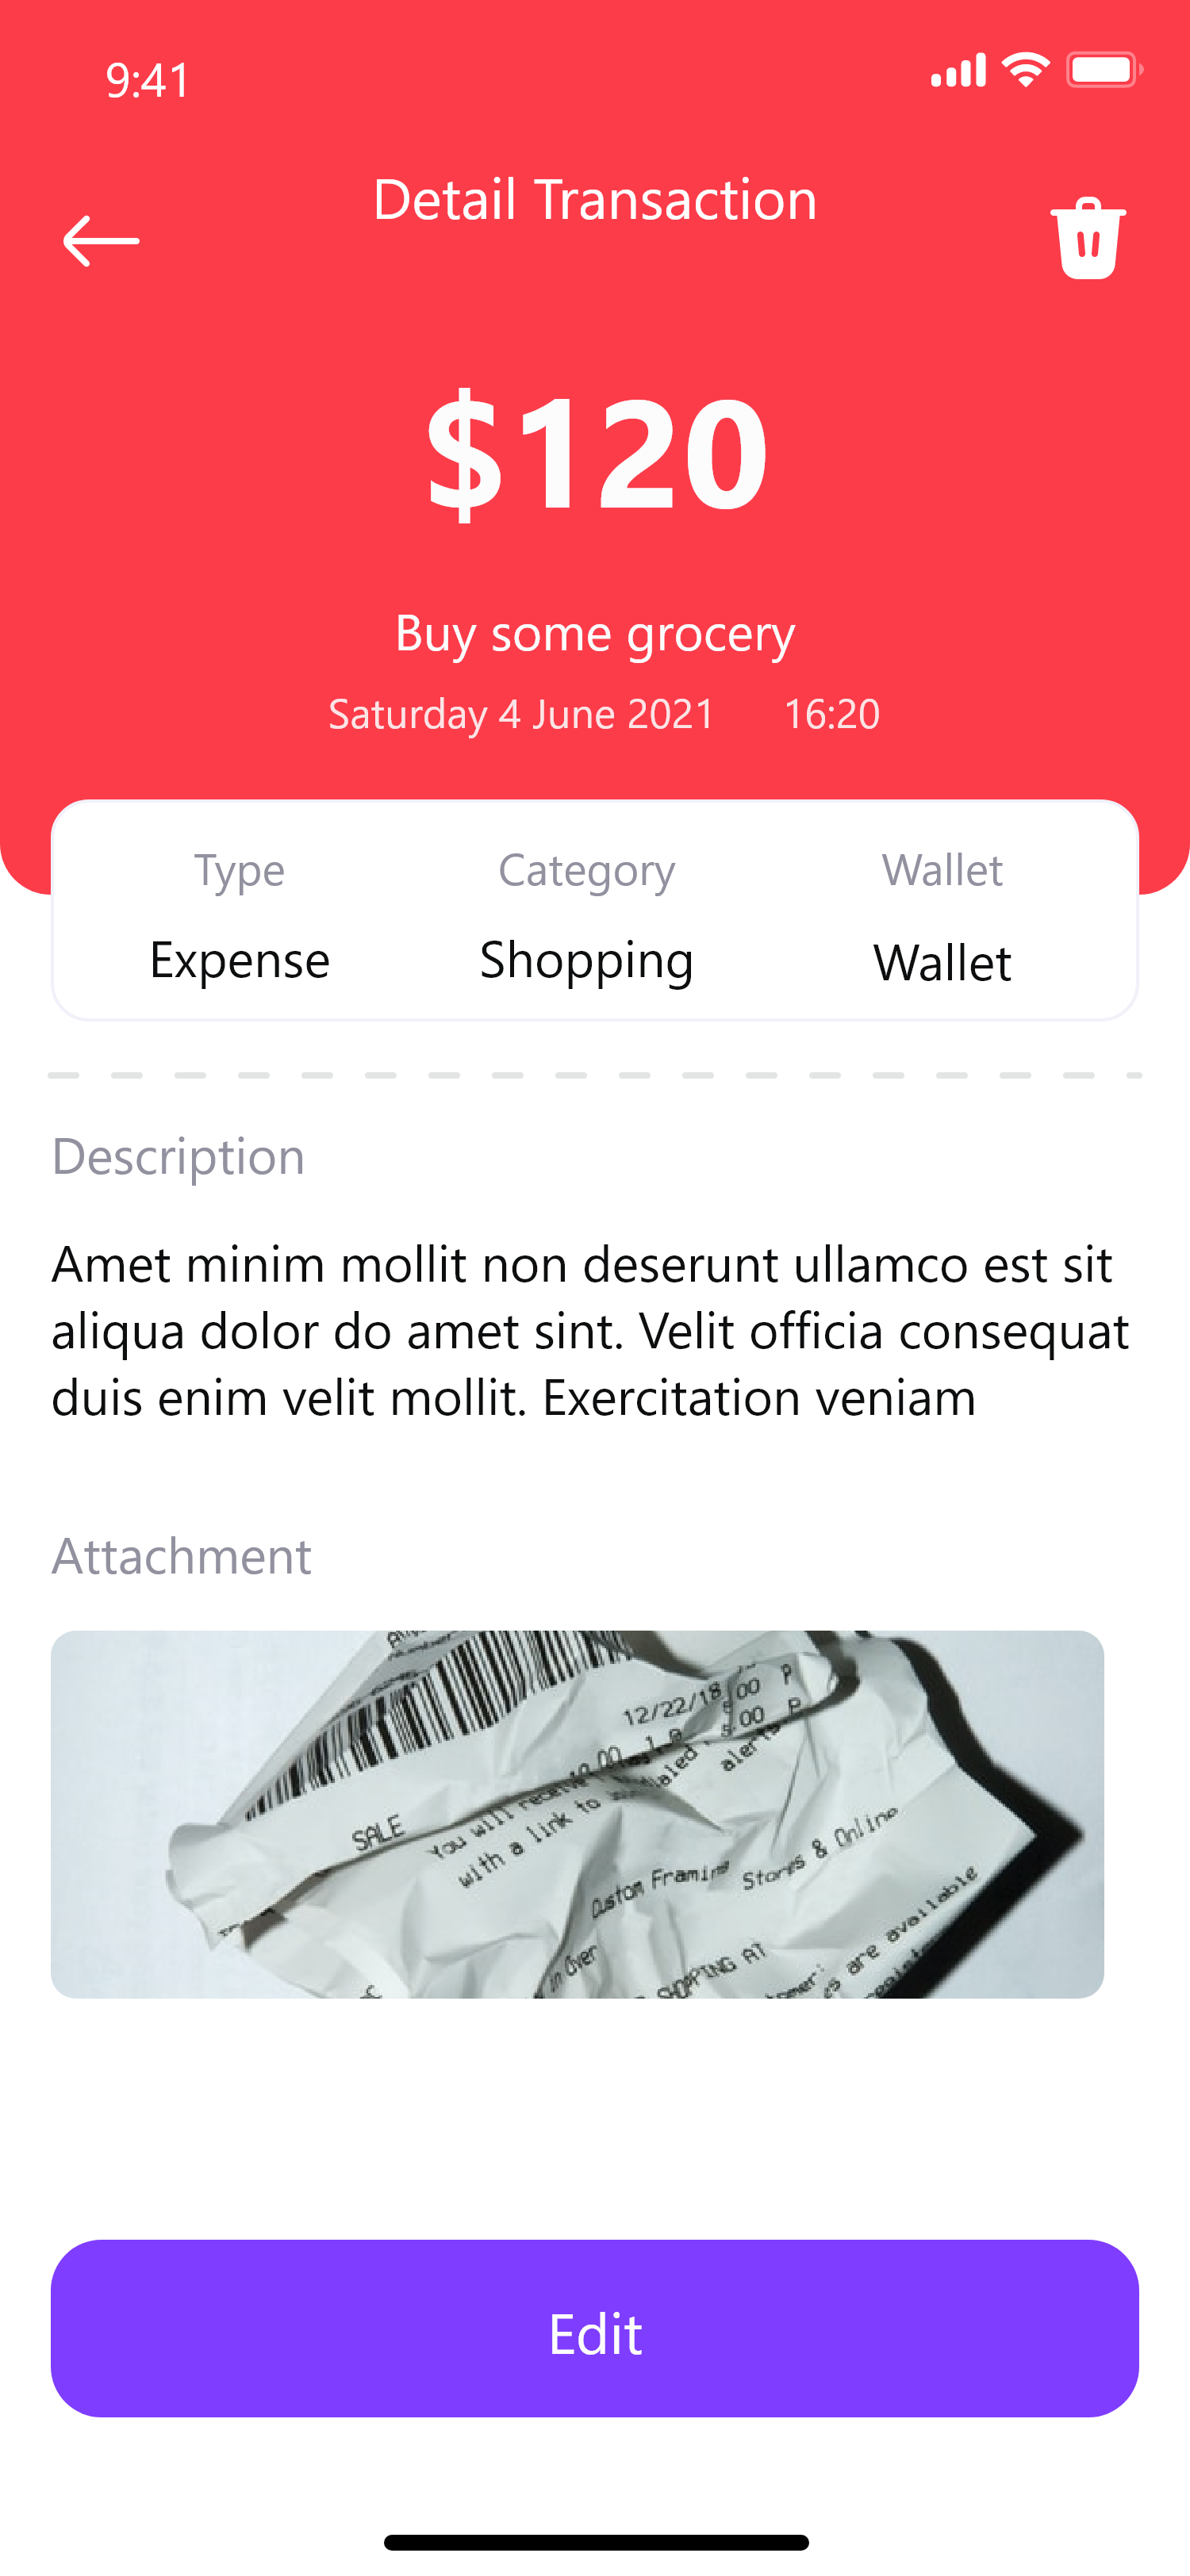 9:41
Detail Transaction
$120
Buy some grocery
Saturday 4 June 2021 16:20
Type Category Wallet
Expense Shopping Wallet
Description
Amet minim mollit non deserunt ullamco est sit
aliqua dolor do amet sint. Velit officia consequat
duis enim velit mollit. Exercitation veniam
Attachment
12/22/18
.00 P
5.00 P
SALE
You will receive
with a link to
alerts
Custom Framing
Stores & Online
in Over
SHOPPING AT
es are available
Edit